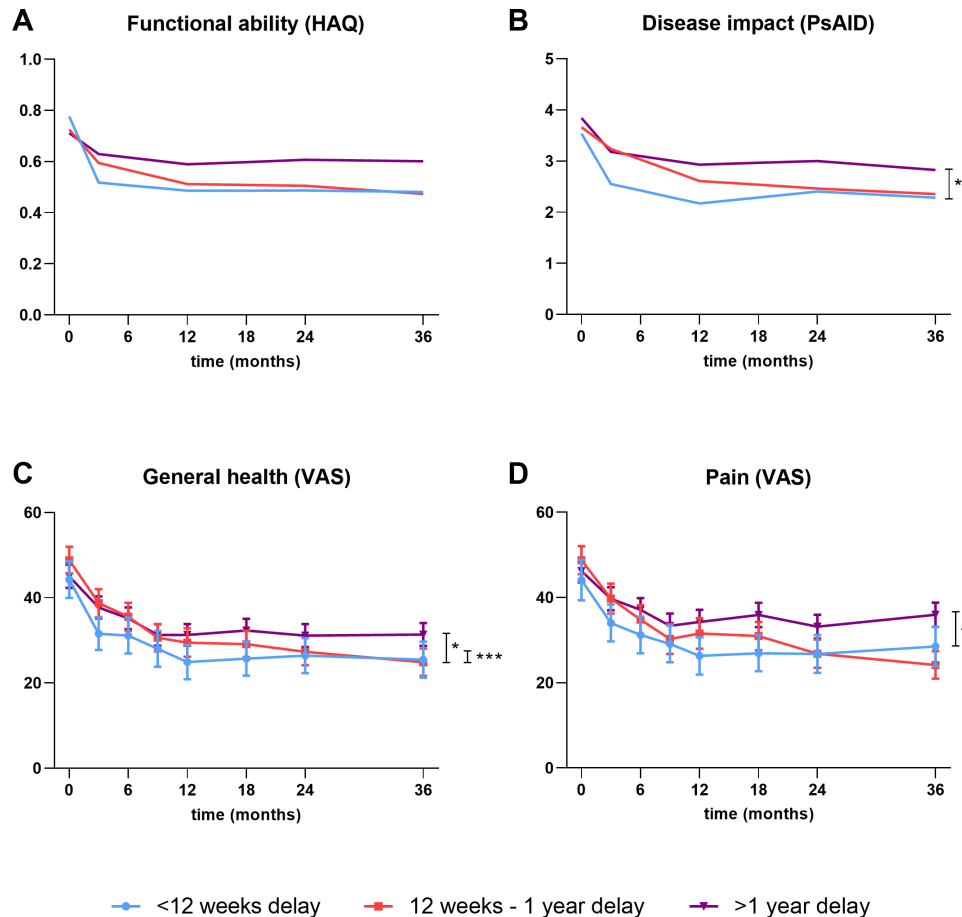 A
Functional ability (HAQ)
1.0
0.8
0.6
0.4
0.2
0.0
0 6 12 18 24 36
time (months)
B
Disease impact (PsAID)
5
4
3
2
1
0
*
0 6 12 18 24 36
time (months)
C
General health (VAS)
60
40
20
0
*
***
0 6 12 18 24 36
time (months)
D
Pain (VAS)
60
40
20
0
0 6 12 18 24 36
time (months)
<12 weeks delay 12 weeks - 1 year delay >1 year delay